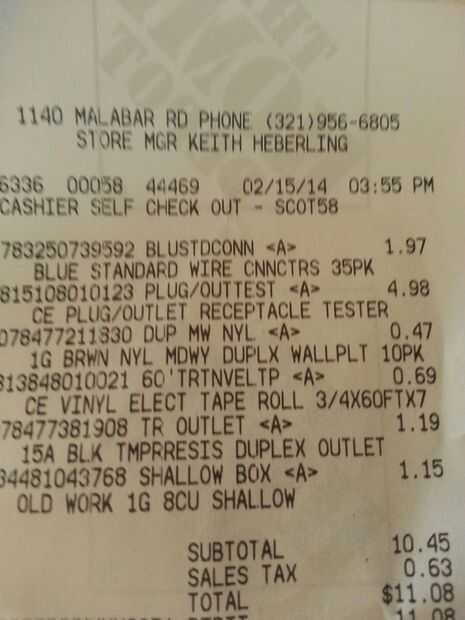 1140 MALABAR RD PHONE (321)956-6805
STORE MGR KEITH HEBERLING
6336 00058 44469 02/15/14 03:55 PM
CASHIER SELF CHECK OUT - SCOT58
783250739592 BLUSTDCONN <A> 1.97
BLUE STANDARD WIRE CNNCTRS 35PK
815108010123 PLUG/OUTTEST <A> 4.98
CE PLUG/OUTLET RECEPTACLE TESTER
078477211830 DUP MW NYL <A> 0.47
1G BRWN NYL MDWY DUPLX WALLPLT 10PK
813848010021 60'TRTNVELTP <A> 0.69
CE VINYL ELECT TAPE ROLL 3/4X60FTX7
78477381908 TR OUTLET <A> 1.19
15A BLK TMPRRESIS DUPLEX OUTLET
34481043768 SHALLOW BOX <A> 1.15
OLD WORK 1G 8CU SHALLOW
SUBTOTAL 10.45
SALES TAX 0.63
TOTAL $11.08
11.08